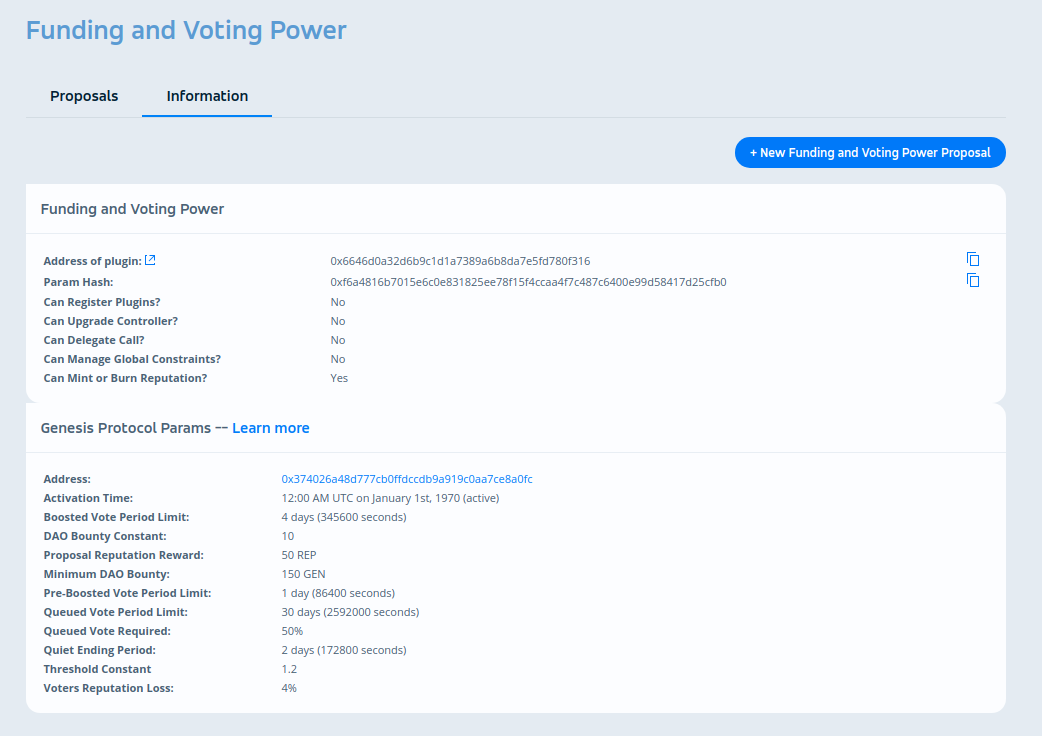 Funding and Voting Power
Proposals Information
+ New Funding and Voting Power Proposal
Funding and Voting Power
Address of plugin: 0x6646d0a32d6b9c1d1a7389a6b8da7e5fd780f316
Param Hash: 0xf6a4816b7015e6c0e831825ee78f15f4ccaa4f7c487c6400e99d58417d25cfb0
Can Register Plugins? No
Can Upgrade Controller? No
Can Delegate Call? No
Can Manage Global Constraints? No
Can Mint or Burn Reputation? Yes
Genesis Protocol Params -- Learn more
Address: 0x374026a48d777cb0ffdccdb9a919c0aa7ce8a0fc
Activation Time: 12:00 AM UTC on January 1st, 1970 (active)
Boosted Vote Period Limit: 4 days (345600 seconds)
DAO Bounty Constant: 10
Proposal Reputation Reward: 50 REP
Minimum DAO Bounty: 150 GEN
Pre-Boosted Vote Period Limit: 1 day (86400 seconds)
Queued Vote Period Limit: 30 days (2592000 seconds)
Queued Vote Required: 50%
Quiet Ending Period: 2 days (172800 seconds)
Threshold Constant 1.2
Voters Reputation Loss: 4%